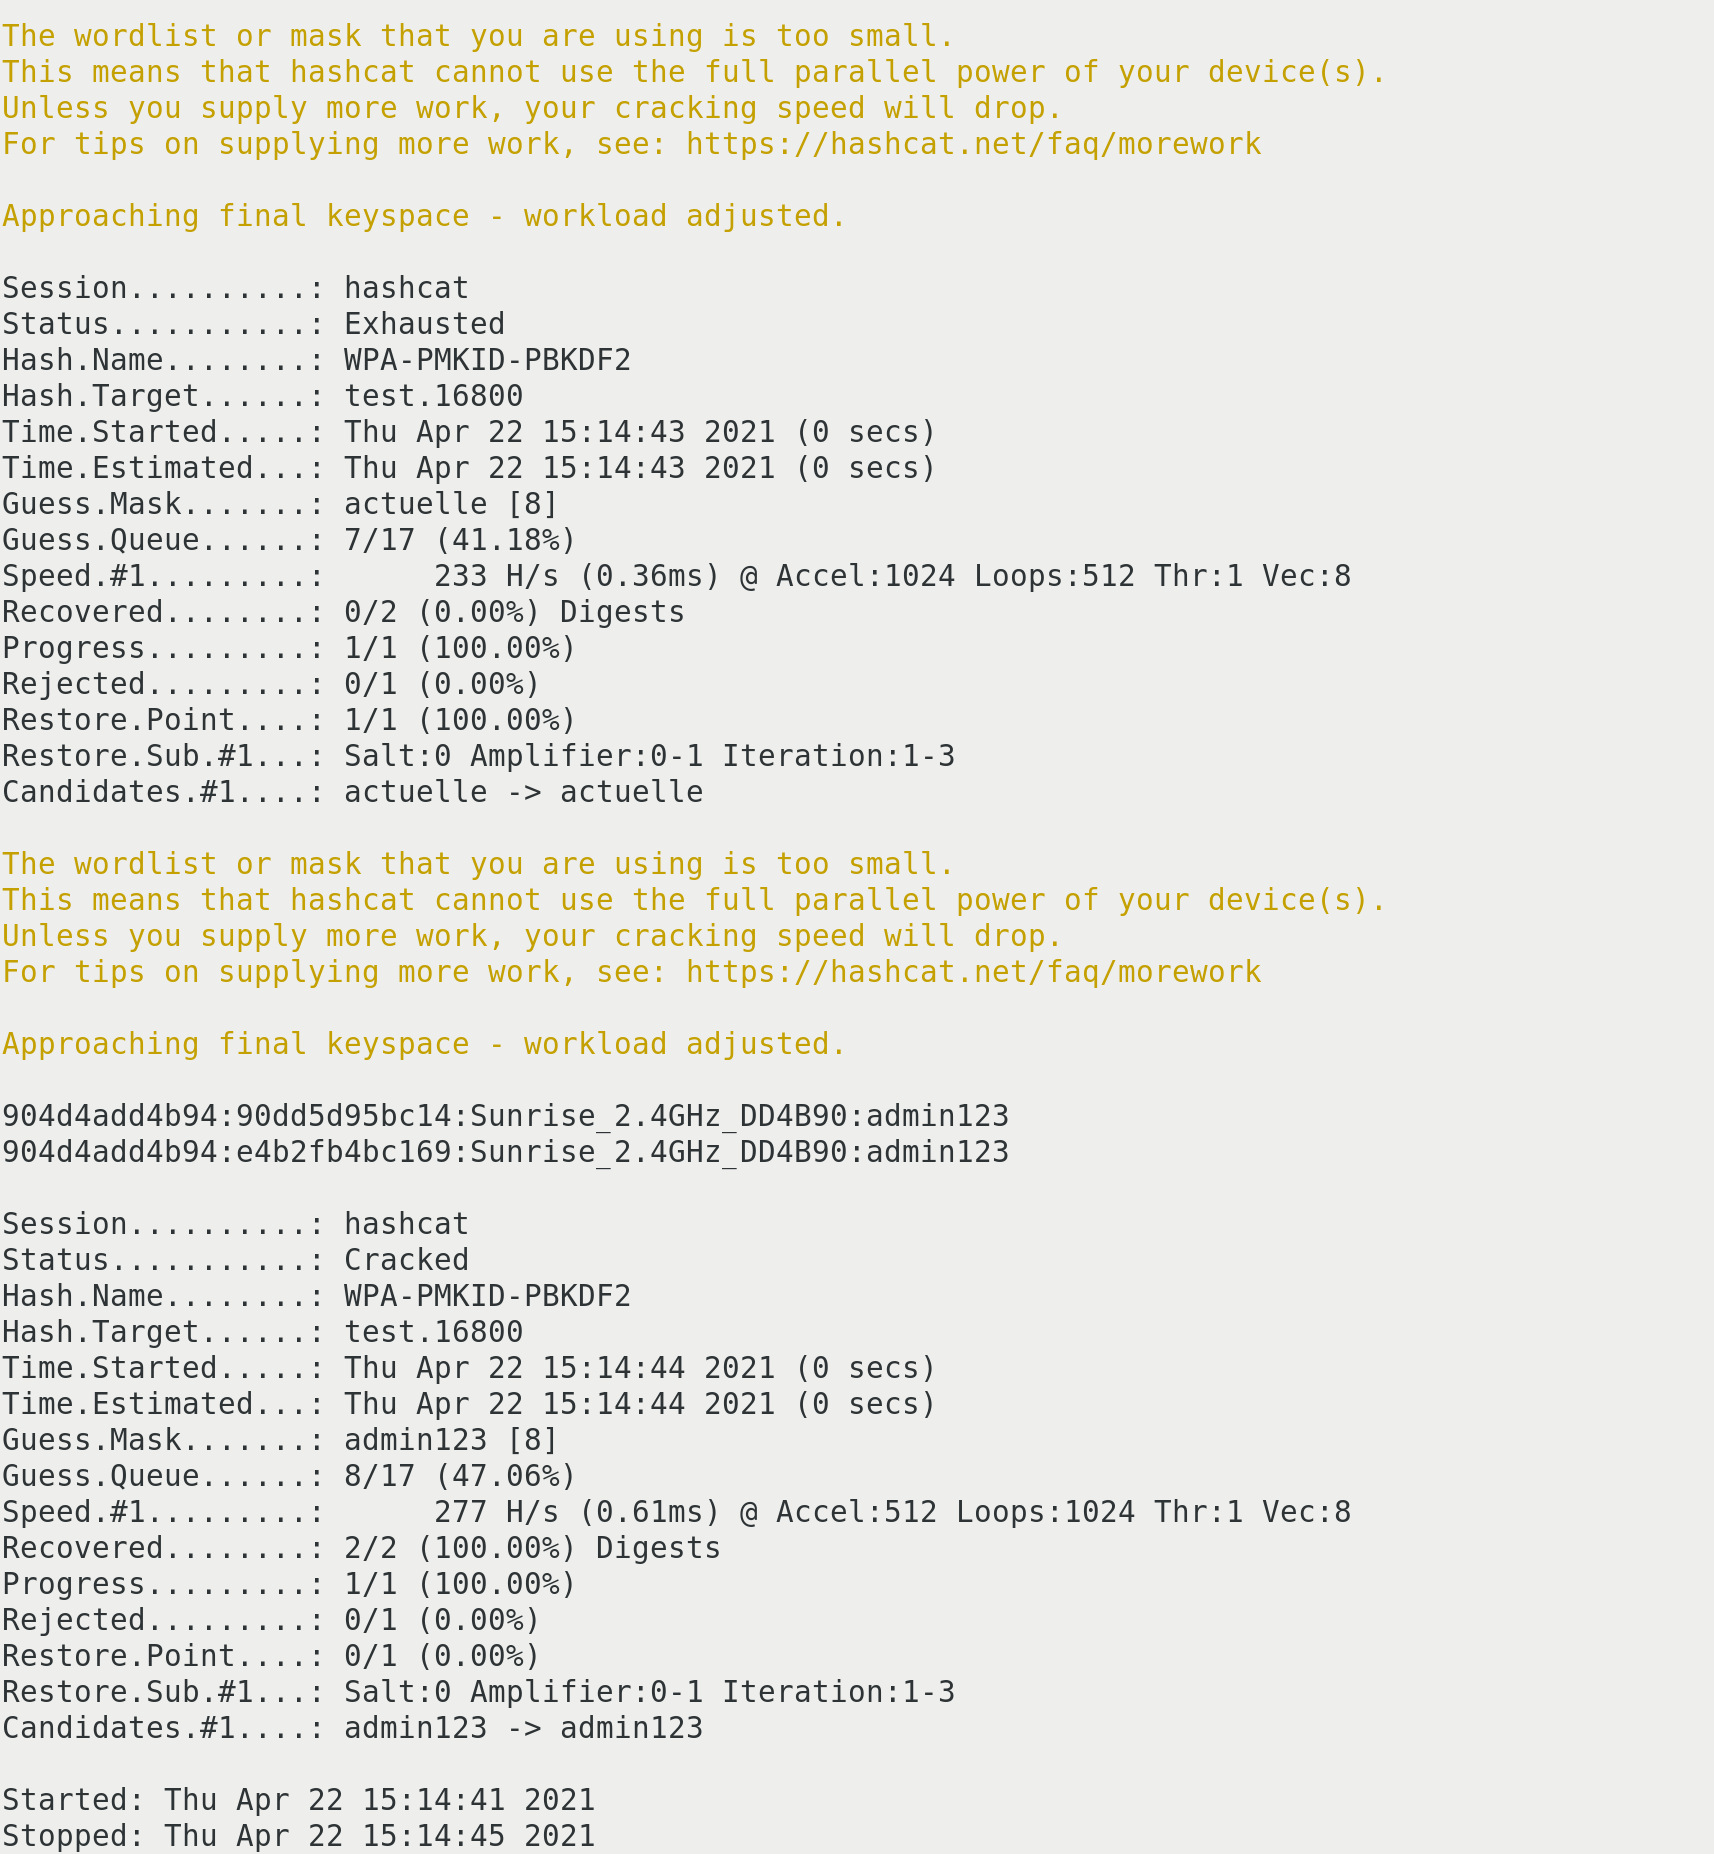 The wordlist or mask that you are using is too small.
This means that hashcat cannot use the full parallel power of your device(s).
Unless you supply more work, your cracking speed will drop.
For tips on supplying more work, see: https://hashcat.net/faq/morework

Approaching final keyspace - workload adjusted.

Session..........: hashcat
Status...........: Exhausted
Hash.Name........: WPA-PMKID-PBKDF2
Hash.Target......: test.16800
Time.Started.....: Thu Apr 22 15:14:43 2021 (0 secs)
Time.Estimated...: Thu Apr 22 15:14:43 2021 (0 secs)
Guess.Mask.......: actuelle [8]
Guess.Queue......: 7/17 (41.18%)
Speed.#1.........:      233 H/s (0.36ms) @ Accel:1024 Loops:512 Thr:1 Vec:8
Recovered........: 0/2 (0.00%) Digests
Progress.........: 1/1 (100.00%)
Rejected.........: 0/1 (0.00%)
Restore.Point....: 1/1 (100.00%)
Restore.Sub.#1...: Salt:0 Amplifier:0-1 Iteration:1-3
Candidates.#1....: actuelle -> actuelle

The wordlist or mask that you are using is too small.
This means that hashcat cannot use the full parallel power of your device(s).
Unless you supply more work, your cracking speed will drop.
For tips on supplying more work, see: https://hashcat.net/faq/morework

Approaching final keyspace - workload adjusted.

904d4add4b94:90dd5d95bc14:Sunrise_2.4GHz_DD4B90:admin123
904d4add4b94:e4b2fb4bc169:Sunrise_2.4GHz_DD4B90:admin123

Session..........: hashcat
Status...........: Cracked
Hash.Name........: WPA-PMKID-PBKDF2
Hash.Target......: test.16800
Time.Started.....: Thu Apr 22 15:14:44 2021 (0 secs)
Time.Estimated...: Thu Apr 22 15:14:44 2021 (0 secs)
Guess.Mask.......: admin123 [8]
Guess.Queue......: 8/17 (47.06%)
Speed.#1.........:      277 H/s (0.61ms) @ Accel:512 Loops:1024 Thr:1 Vec:8
Recovered........: 2/2 (100.00%) Digests
Progress.........: 1/1 (100.00%)
Rejected.........: 0/1 (0.00%)
Restore.Point....: 0/1 (0.00%)
Restore.Sub.#1...: Salt:0 Amplifier:0-1 Iteration:1-3
Candidates.#1....: admin123 -> admin123

Started: Thu Apr 22 15:14:41 2021
Stopped: Thu Apr 22 15:14:45 2021